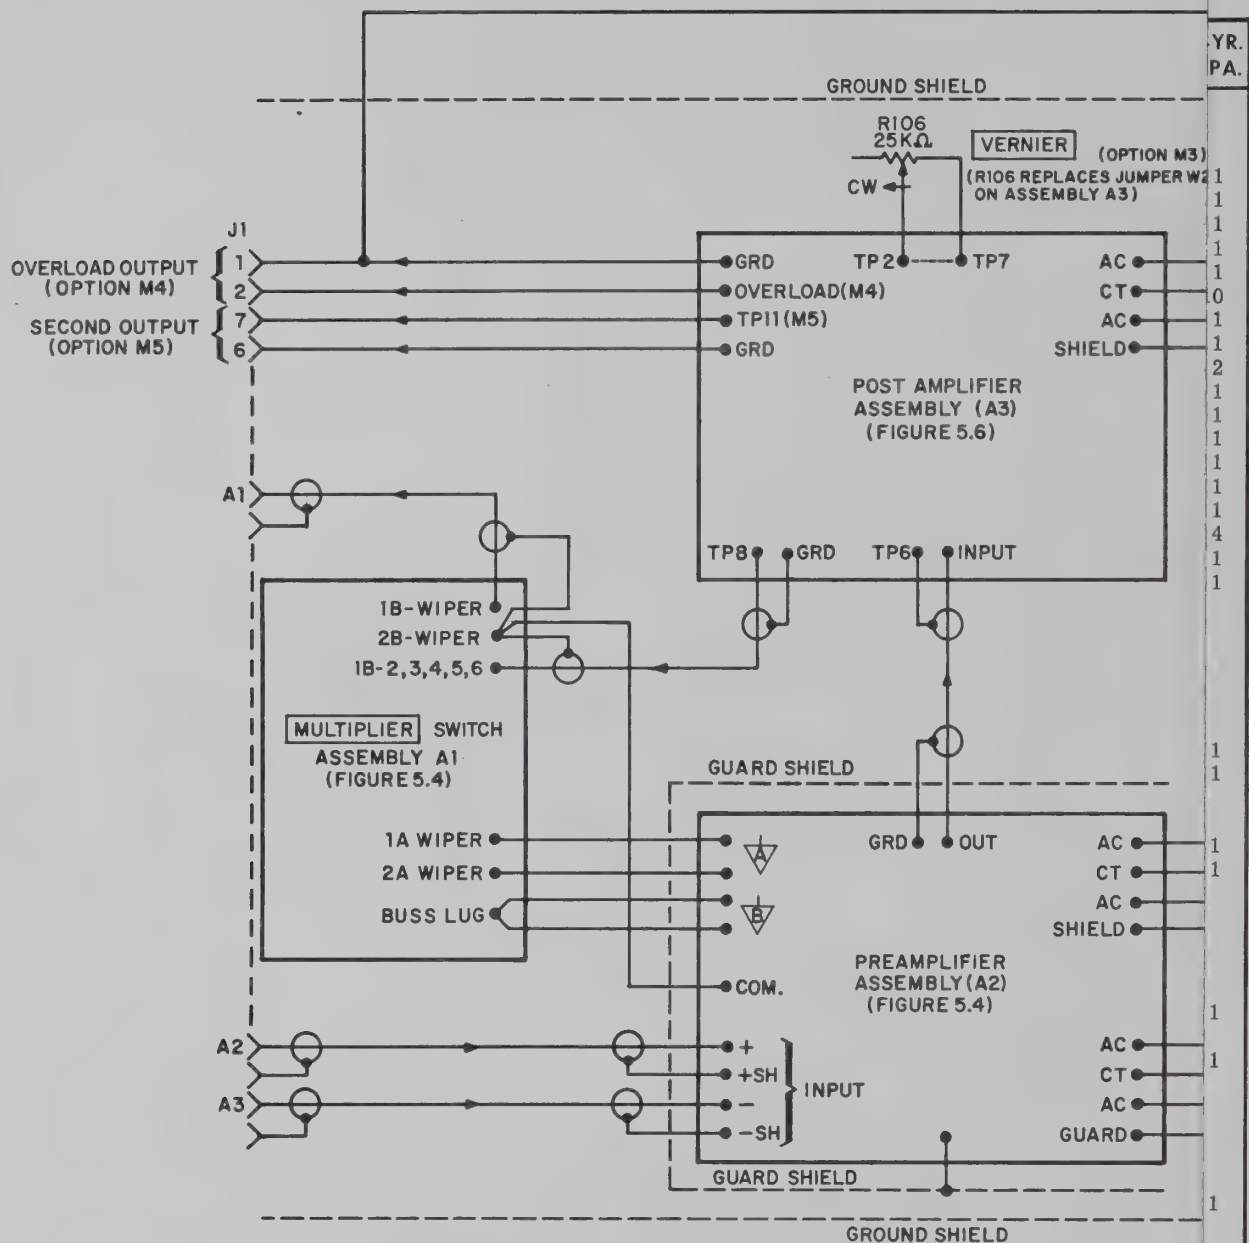 YR.
PA.
GROUND SHIELD
R106
25KΩ
VERNIER
(OPTION M3)
(R106 REPLACES JUMPER W2
ON ASSEMBLY A3)
CW
J1
OVERLOAD OUTPUT
(OPTION M4)
1
2
SECOND OUTPUT
(OPTION M5)
7
6
GRD
OVERLOAD(M4)
TP11(M5)
GRD
TP2
TP7
AC
CT
AC
SHIELD
POST AMPLIFIER
ASSEMBLY (A3)
(FIGURE 5.6)
TP8
GRD
TP6
INPUT
A1
1B-WIPER
2B-WIPER
1B-2,3,4,5,6
MULTIPLIER SWITCH
ASSEMBLY A1
(FIGURE 5.4)
1A WIPER
2A WIPER
BUSS LUG
GUARD SHIELD
GRD
OUT
A
B
COM.
AC
CT
AC
SHIELD
PREAMPLIFIER
ASSEMBLY (A2)
(FIGURE 5.4)
A2
A3
+
+SH
-
-SH
INPUT
AC
CT
AC
GUARD
GUARD SHIELD
GROUND SHIELD
1
1
1
1
1
0
1
1
2
1
1
1
1
1
1
4
1
1
1
1
1
1
1
1
1